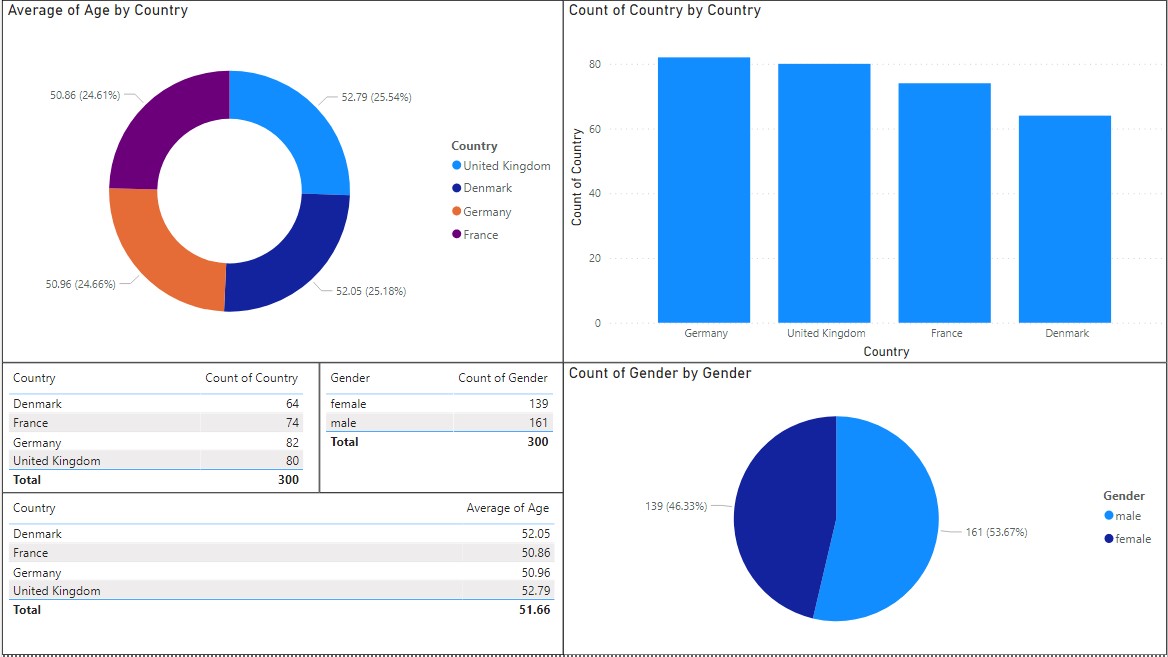 Average of Age by Country
50.86 (24.61%)
52.79 (25.54%)
50.96 (24.66%)
52.05 (25.18%)
Country
United Kingdom
Denmark
Germany
France
Count of Country by Country
Count of Country
80
60
40
20
0
Germany United Kingdom France Denmark
Country
Country Count of Country
Denmark 64
France 74
Germany 82
United Kingdom 80
Total 300
Gender Count of Gender
female 139
male 161
Total 300
Country Average of Age
Denmark 52.05
France 50.86
Germany 50.96
United Kingdom 52.79
Total 51.66
Count of Gender by Gender
139 (46.33%)
161 (53.67%)
Gender
male
female